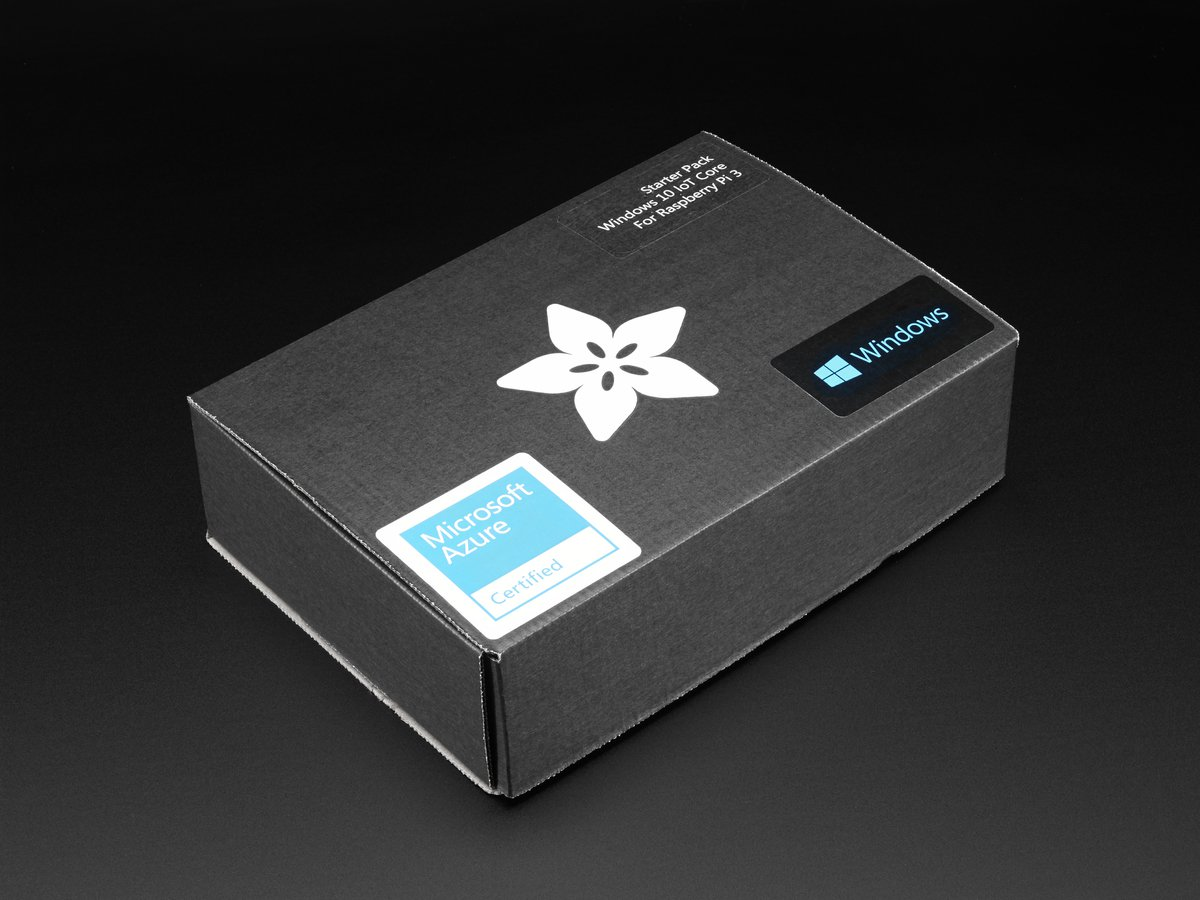 Starter Pack
Windows 10 IoT Core
For Raspberry Pi 3
Windows
Microsoft
Azure
Certified